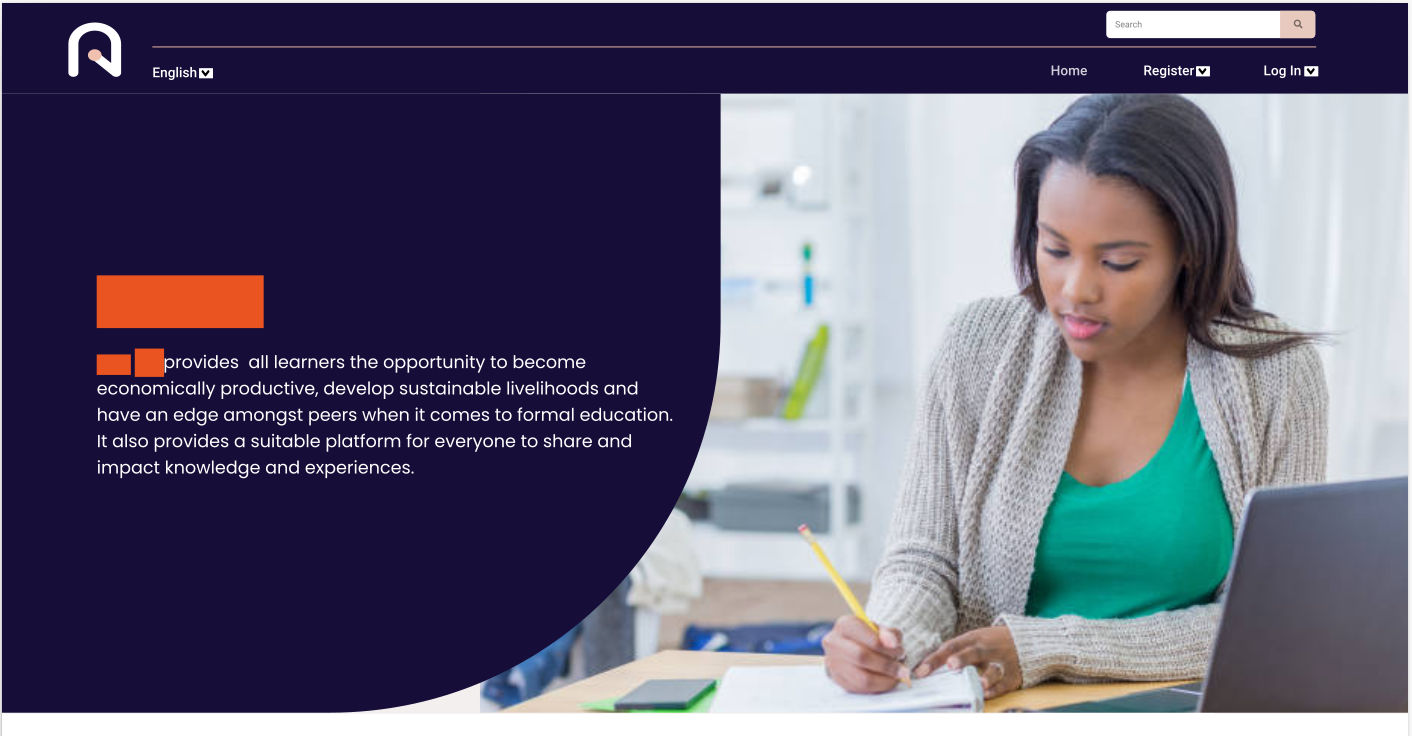 Search
English
Home
Register
Log In
provides all learners the opportunity to become
economically productive, develop sustainable livelihoods and
have an edge amongst peers when it comes to formal education.
It also provides a suitable platform for everyone to share and
impact knowledge and experiences.